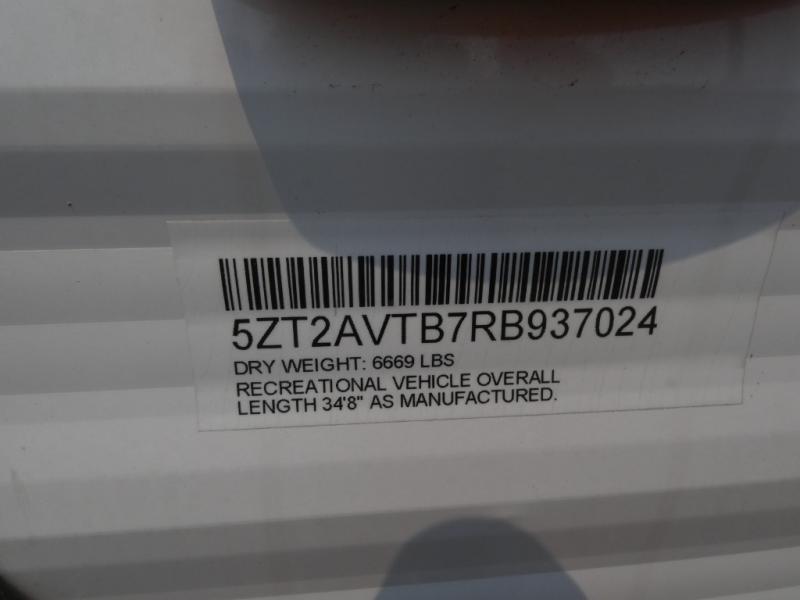 5ZT2AVTB7RB937024
DRY WEIGHT: 6669 LBS
RECREATIONAL VEHICLE OVERALL
LENGTH 34'8" AS MANUFACTURED.